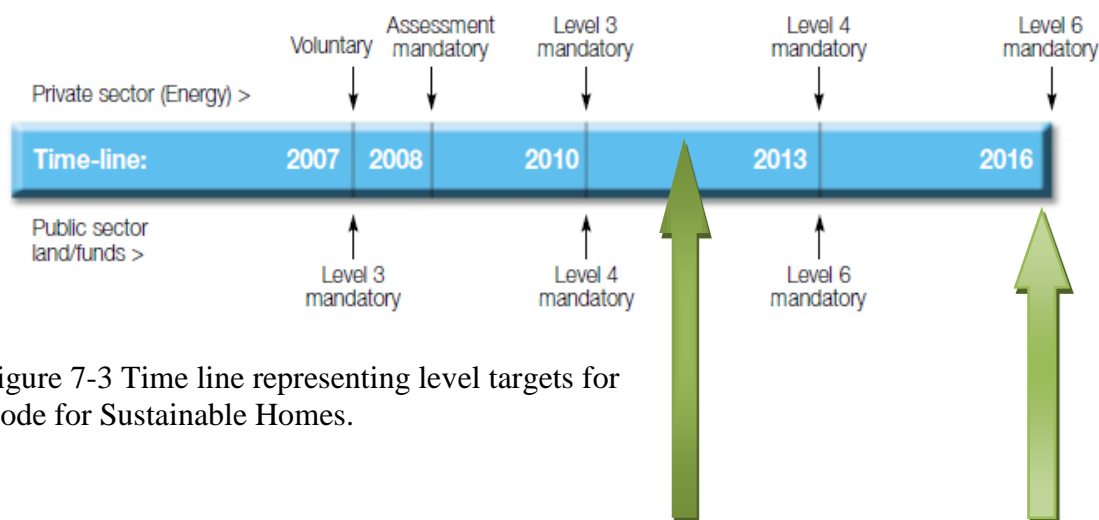 Voluntary
Assessment
mandatory
Level 3
mandatory
Level 4
mandatory
Level 6
mandatory
Private sector (Energy) >
Time-line: 2007 2008 2010 2013 2016
Public sector
land/funds >
Level 3
mandatory
Level 4
mandatory
Level 6
mandatory
igure 7-3 Time line representing level targets for
ode for Sustainable Homes.